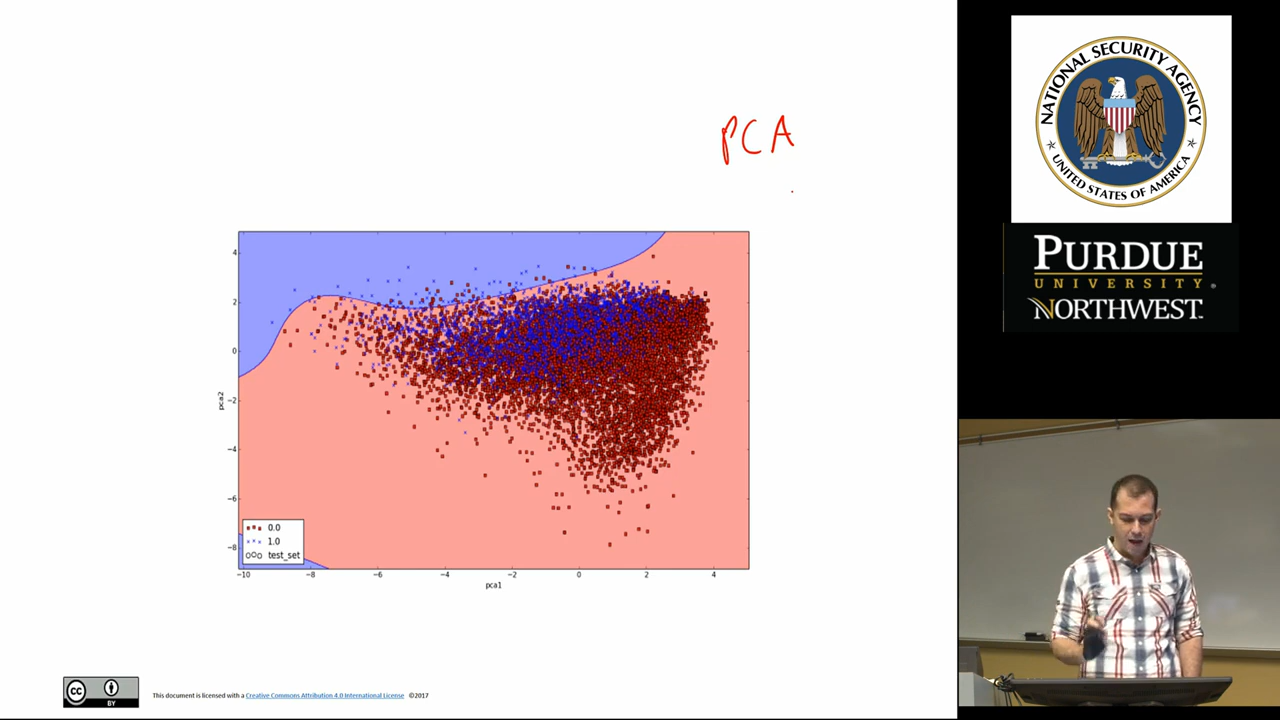 PCA
4
2
0
−2
−4
−6
−8
pca2
−10 −8 −6 −4 −2 0 2 4
pca1
0.0
1.0
test_set
BY
This document is licensed with a Creative Commons Attribution 4.0 International License ©2017
NATIONAL SECURITY AGENCY
UNITED STATES OF AMERICA
PURDUE
UNIVERSITY
NORTHWEST